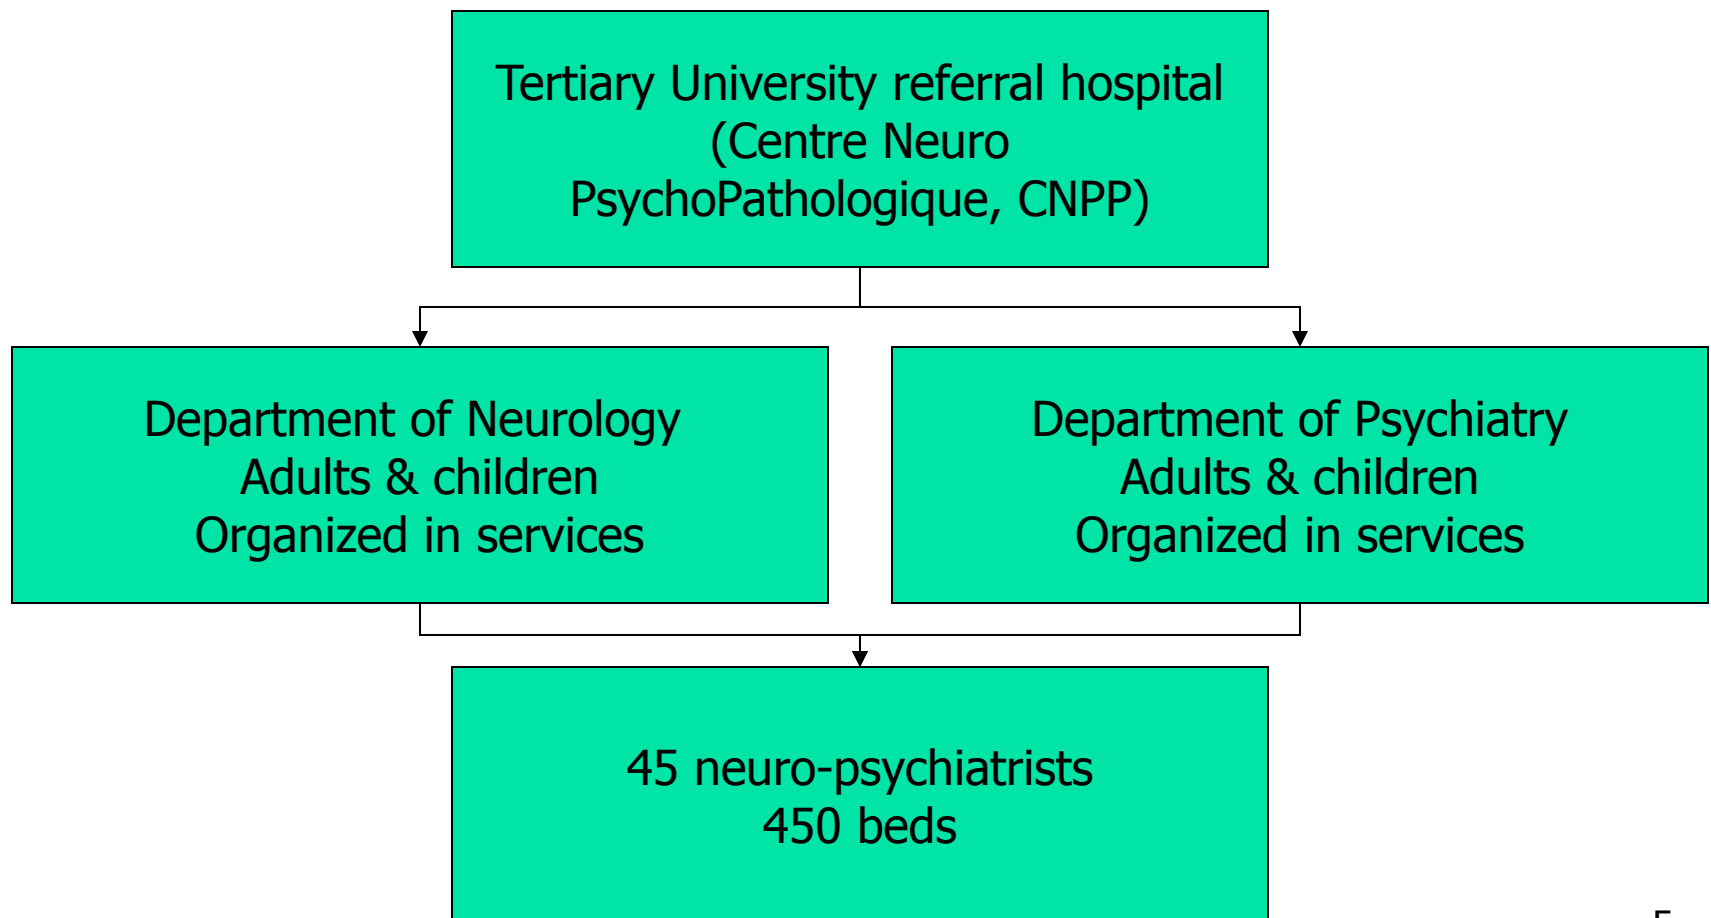 Tertiary University referral hospital
(Centre Neuro
PsychoPathologique, CNPP)
Department of Neurology
Adults & children
Organized in services
Department of Psychiatry
Adults & children
Organized in services
45 neuro-psychiatrists
450 beds